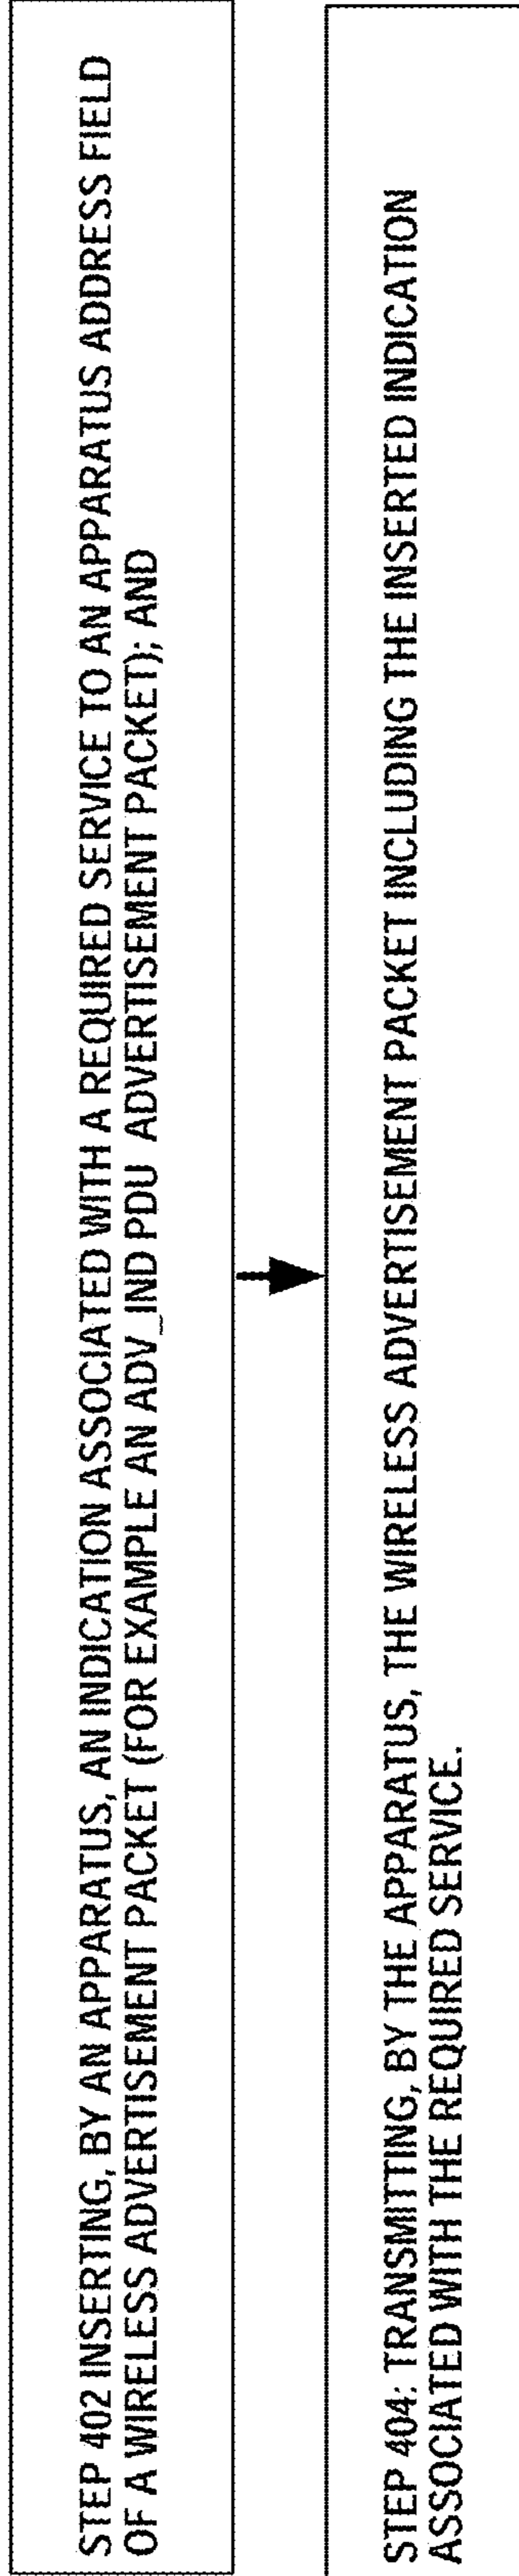 STEP 402 INSERTING, BY AN APPARATUS, AN INDICATION ASSOCIATED WITH A REQUIRED SERVICE TO AN APPARATUS ADDRESS FIELD
OF A WIRELESS ADVERTISEMENT PACKET (FOR EXAMPLE AN ADV_IND PDU ADVERTISEMENT PACKET); AND
STEP 404: TRANSMITTING, BY THE APPARATUS, THE WIRELESS ADVERTISEMENT PACKET INCLUDING THE INSERTED INDICATION
ASSOCIATED WITH THE REQUIRED SERVICE.